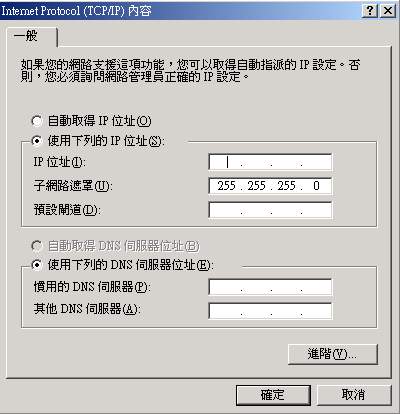 Internet Protocol (TCP/IP) 內容
一般
如果您的網路支援這項功能，您可以取得自動指派的 IP 設定。否
則，您必須詢問網路管理員正確的 IP 設定。
自動取得 IP 位址(O)
使用下列的 IP 位址(S):
IP 位址(I): . . .
子網路遮罩(U): 255 . 255 . 255 . 0
預設閘道(D): . . .
自動取得 DNS 伺服器位址(B)
使用下列的 DNS 伺服器位址(E):
慣用的 DNS 伺服器(P): . . .
其他 DNS 伺服器(A): . . .
進階(V)...
確定 取消